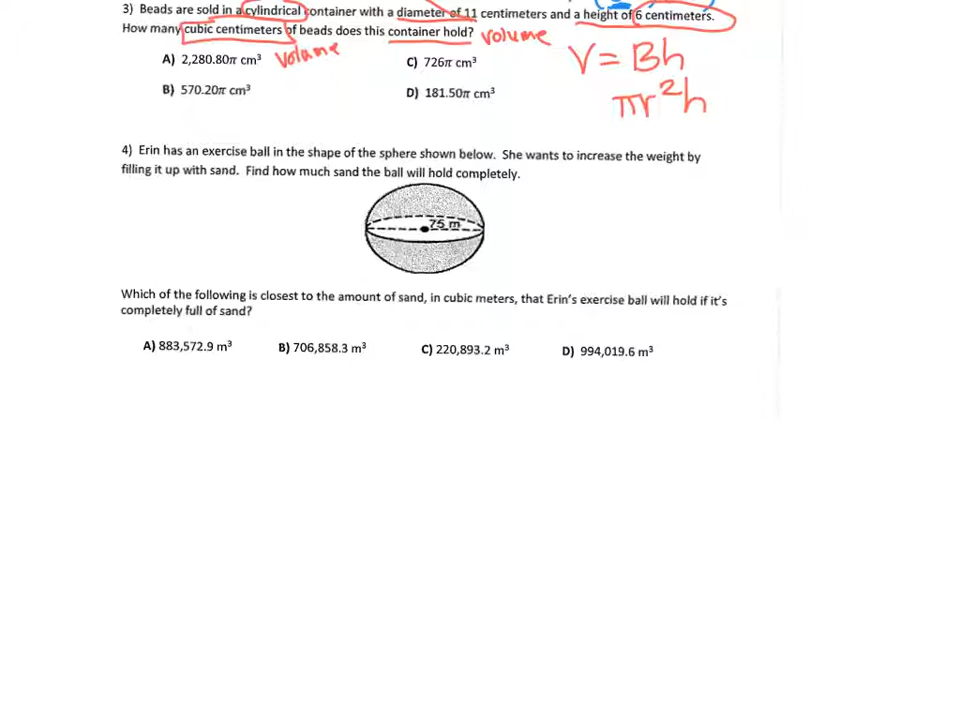 3) Beads are sold in a cylindrical container with a diameter of 11 centimeters and a height of 6 centimeters.
How many cubic centimeters of beads does this container hold? volume
volume
V = Bh
A) 2,280.80π cm³
C) 726π cm³
πr²h
B) 570.20π cm³
D) 181.50π cm³
4) Erin has an exercise ball in the shape of the sphere shown below. She wants to increase the weight by
filling it up with sand. Find how much sand the ball will hold completely.
75 m
Which of the following is closest to the amount of sand, in cubic meters, that Erin's exercise ball will hold if it's
completely full of sand?
A) 883,572.9 m³
B) 706,858.3 m³
C) 220,893.2 m³
D) 994,019.6 m³